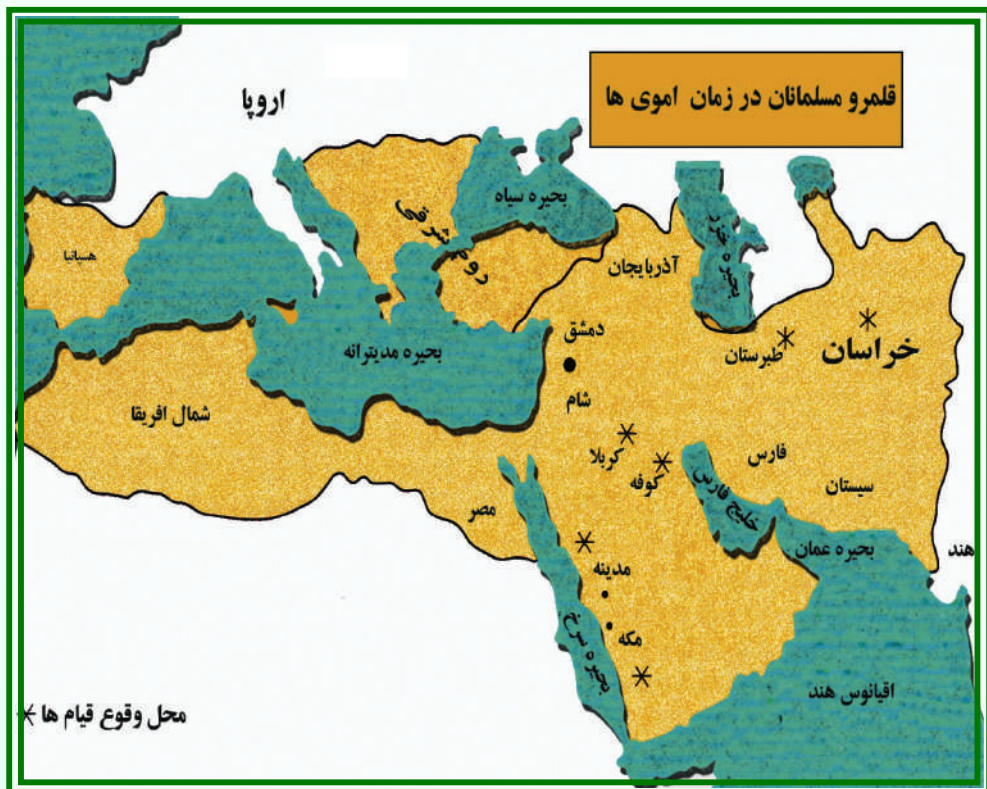 قلمرو مسلمانان در زمان اموی ها
اروپا
بحیره سیاه
بحیره خزر
روم شرقی
هسپانیا
آذربایجان
دمشق
شام
طبرستان
خراسان
بحیره مدیترانه
شمال افریقا
کربلا
کوفه
فارس
سیستان
خلیج فارس
مصر
بحیره عمان
هند
مدینه
مکه
بحیره سرخ
اقیانوس هند
محل وقوع قیام ها